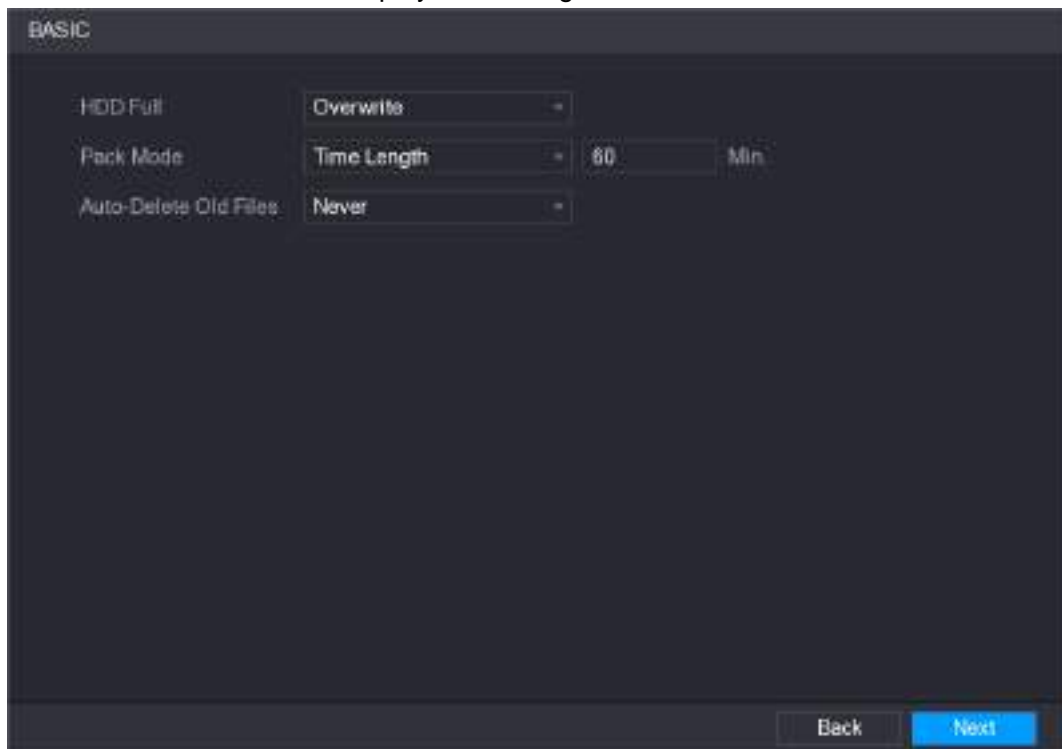 BASIC
HDD Full Overwrite
Pack Mode Time Length 60 Min.
Auto-Delete Old Files Never
Back Next